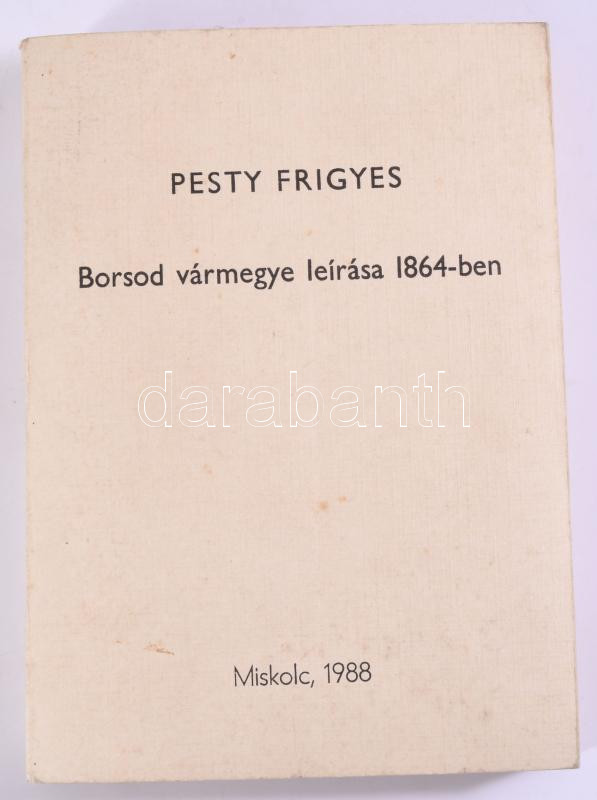 PESTY FRIGYES
Borsod vármegye leírása 1864-ben
darabanth
Miskolc, 1988